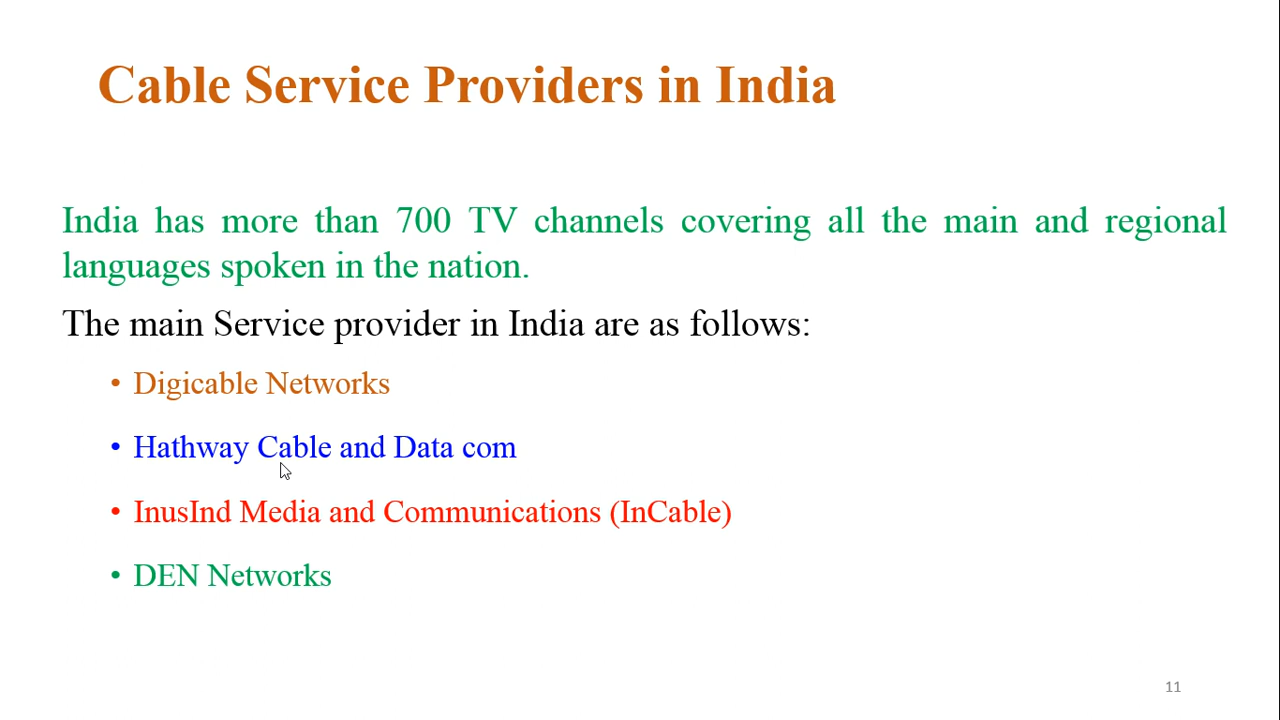 Cable Service Providers in India
India has more than 700 TV channels covering all the main and regional
languages spoken in the nation.
The main Service provider in India are as follows:
• Digicable Networks
• Hathway Cable and Data com
• InusInd Media and Communications (InCable)
• DEN Networks
11